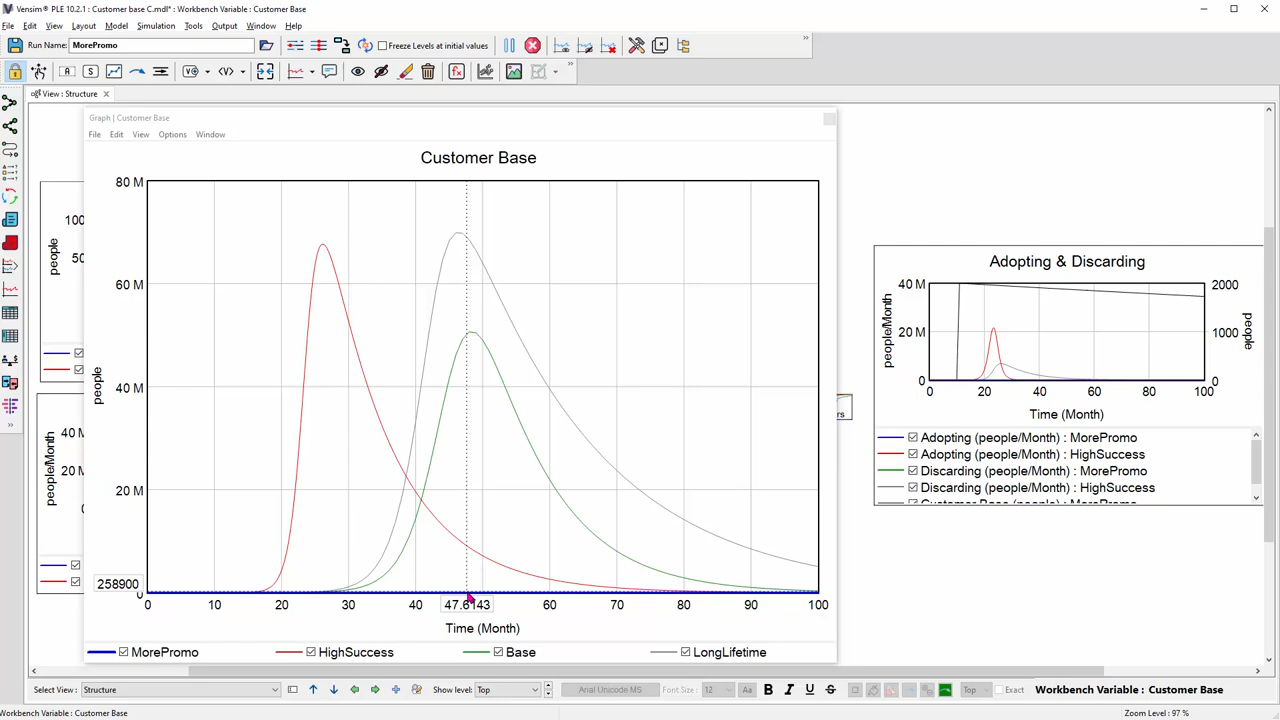 Vensim® PLE 10.2.1 : Customer base C.mdl* : Workbench Variable : Customer Base
File Edit View Layout Model Simulation Tools Output Window Help
Run Name: MorePromo
Freeze Levels at initial values
View : Structure
Graph | Customer Base
File Edit View Options Window
Customer Base
80 M
60 M
40 M
20 M
0
people
258900
0 10 20 30 40 50 60 70 80 90 100
47.6143
Time (Month)
MorePromo HighSuccess Base LongLifetime
100
50
people
40 M
20 M
0
people/Month
rs
Adopting & Discarding
40 M
20 M
0
people/Month
2000
1000
0
people
0 20 40 60 80 100
Time (Month)
Adopting (people/Month) : MorePromo
Adopting (people/Month) : HighSuccess
Discarding (people/Month) : MorePromo
Discarding (people/Month) : HighSuccess
Select View : Structure Show level: Top Arial Unicode MS Font Size : 12 Aa B I U S Top Exact Workbench Variable : Customer Base
Workbench Variable : Customer Base Zoom Level : 97 %